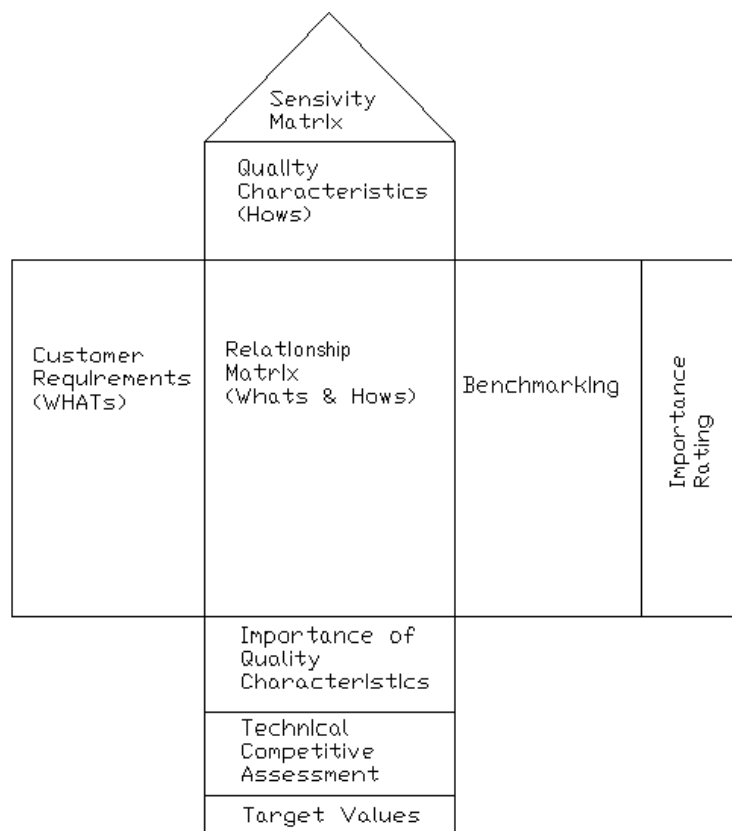 Sensivity
Matrix
Quality
Characteristics
(Hows)
Customer
Requirements
(WHATs)
Relationship
Matrix
(Whats & Hows)
Benchmarking
Importance
Rating
Importance of
Quality
Characteristics
Technical
Competitive
Assessment
Target Values